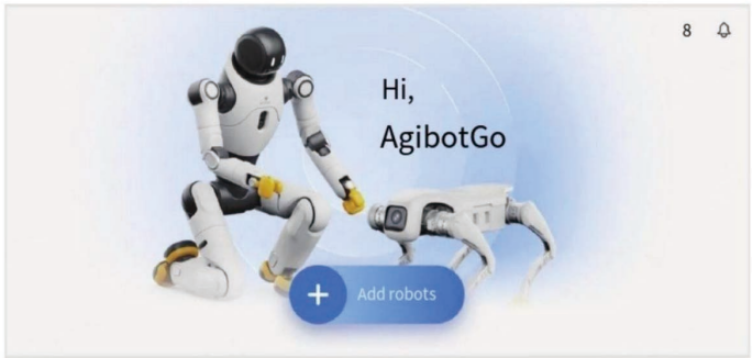 8
Hi,
AgibotGo
+ Add robots